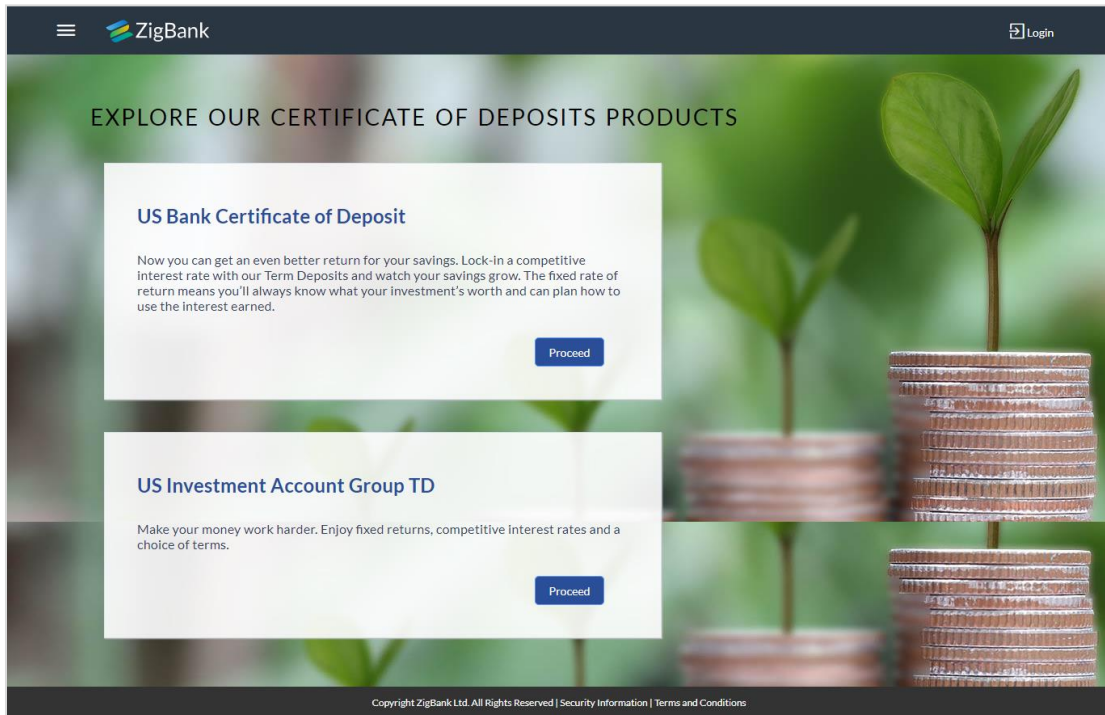 ZigBank
Login
EXPLORE OUR CERTIFICATE OF DEPOSITS PRODUCTS
US Bank Certificate of Deposit
Now you can get an even better return for your savings. Lock-in a competitive
interest rate with our Term Deposits and watch your savings grow. The fixed rate of
return means you'll always know what your investment's worth and can plan how to
use the interest earned.
Proceed
US Investment Account Group TD
Make your money work harder. Enjoy fixed returns, competitive interest rates and a
choice of terms.
Proceed
Copyright ZigBank Ltd. All Rights Reserved | Security Information | Terms and Conditions